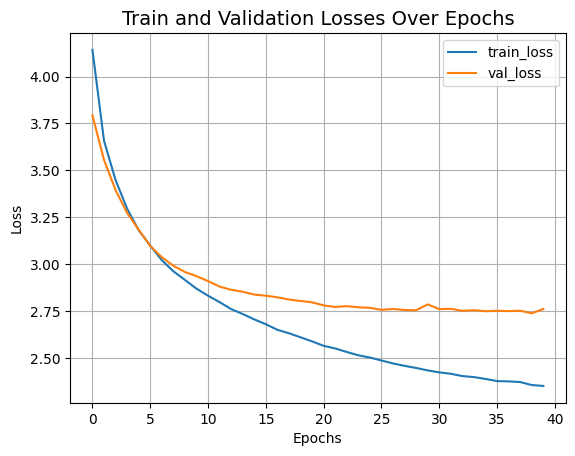 Train and Validation Losses Over Epochs
train_loss
val_loss
4.00
3.75
3.50
3.25
3.00
2.75
2.50
Loss
0 5 10 15 20 25 30 35 40
Epochs